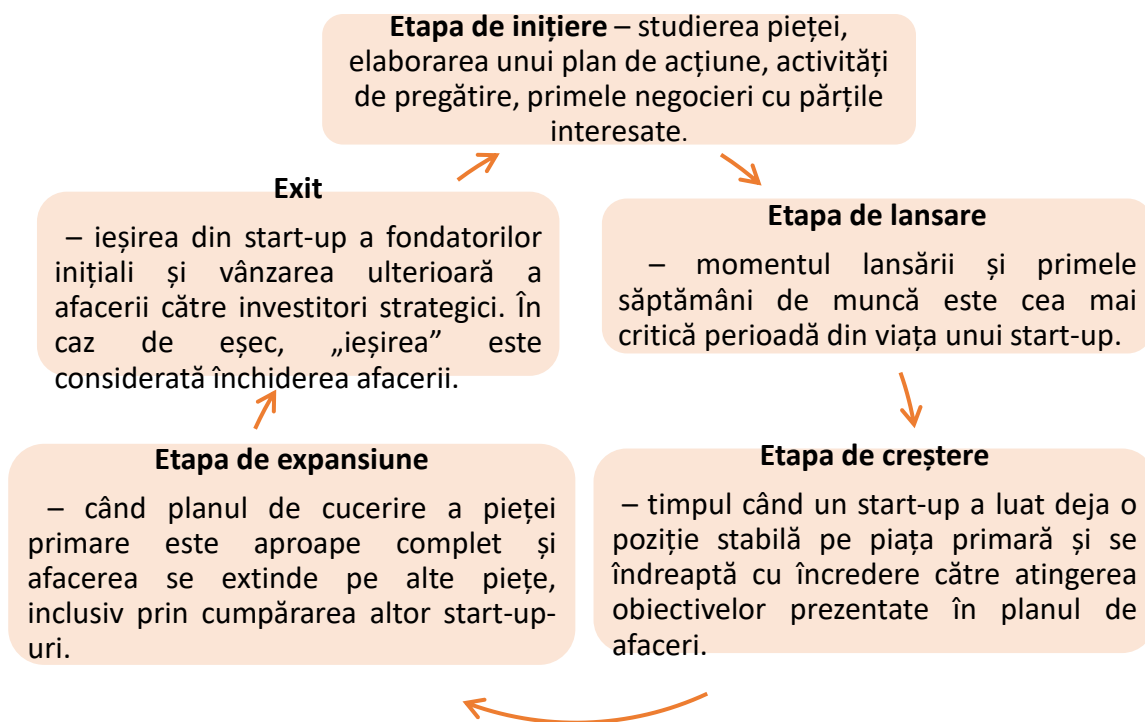 Etapa de inițiere – studierea pieței,
elaborarea unui plan de acțiune, activități
de pregătire, primele negocieri cu părțile
interesate.
Etapa de lansare
– momentul lansării și primele
săptămâni de muncă este cea mai
critică perioadă din viața unui start-up.
Etapa de creștere
– timpul când un start-up a luat deja o
poziție stabilă pe piața primară și se
îndreaptă cu încredere către atingerea
obiectivelor prezentate în planul de
afaceri.
Etapa de expansiune
– când planul de cucerire a pieței
primare este aproape complet și
afacerea se extinde pe alte piețe,
inclusiv prin cumpărarea altor start-up-
uri.
Exit
– ieșirea din start-up a fondatorilor
inițiali și vânzarea ulterioară a
afacerii către investitori strategici. În
caz de eșec, „ieșirea” este
considerată închiderea afacerii.